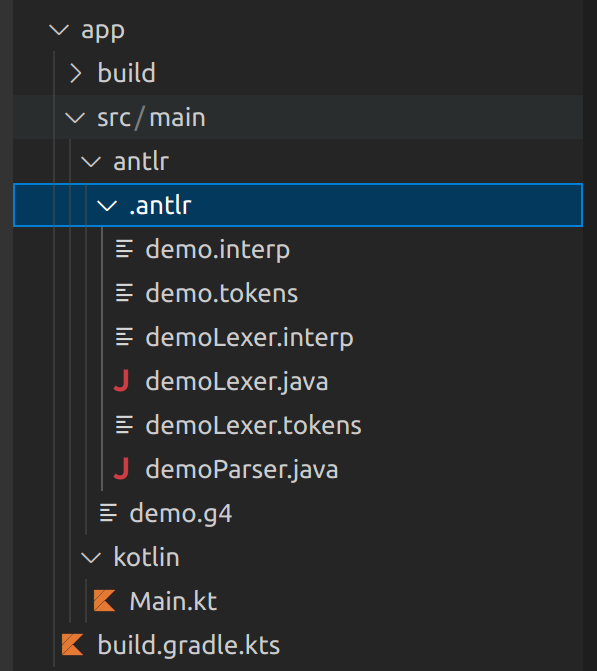 app
build
src/main
antlr
.antlr
demo.interp
demo.tokens
demoLexer.interp
demoLexer.java
demoLexer.tokens
demoParser.java
demo.g4
kotlin
Main.kt
build.gradle.kts